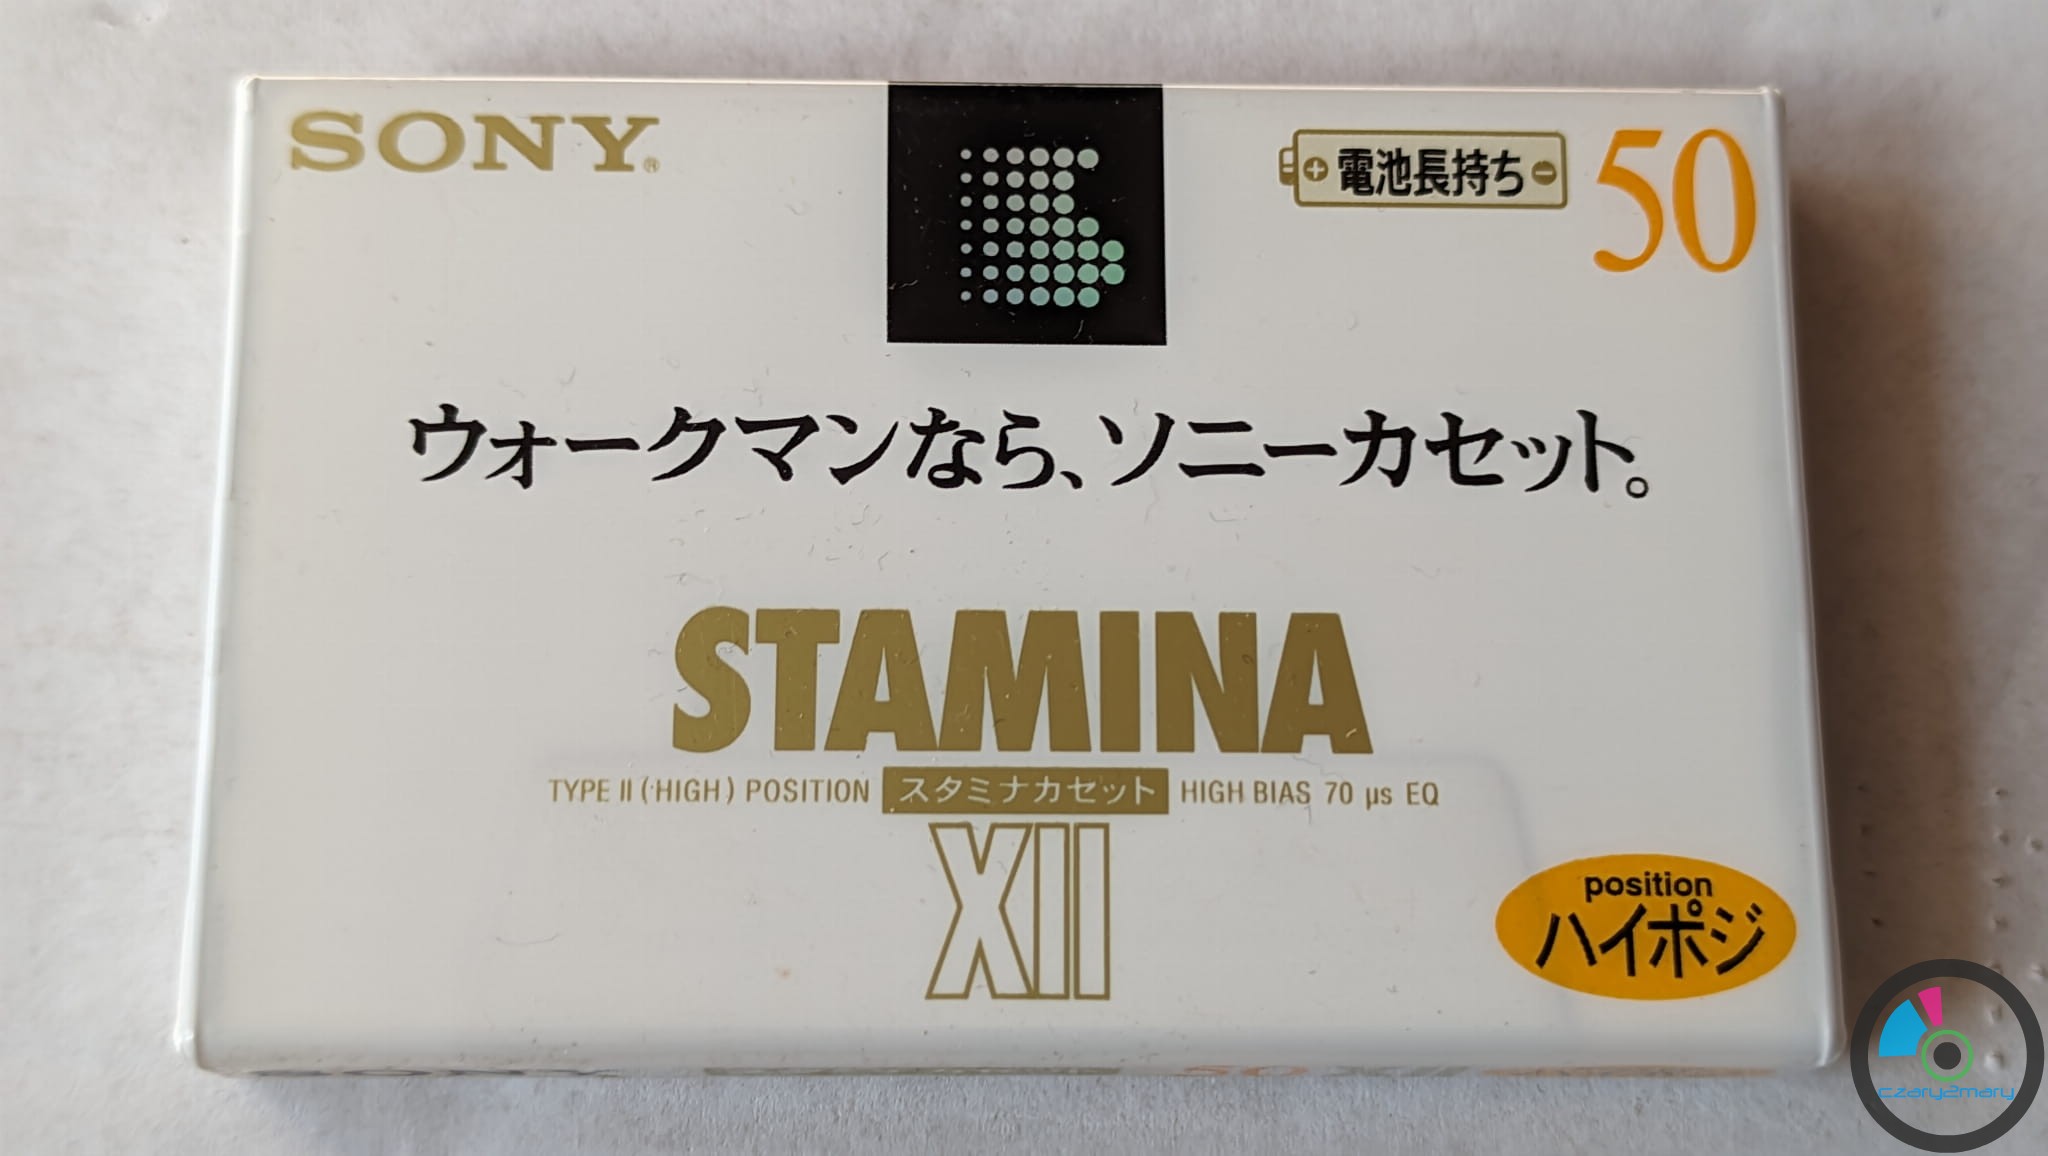 SONY®
電池長持ち
50
ウォークマンなら、ソニーカセット。
STAMINA
TYPE II (HIGH) POSITION スタミナカセット HIGH BIAS 70 µs EQ
XII
position
ハイポジ
czary2mary